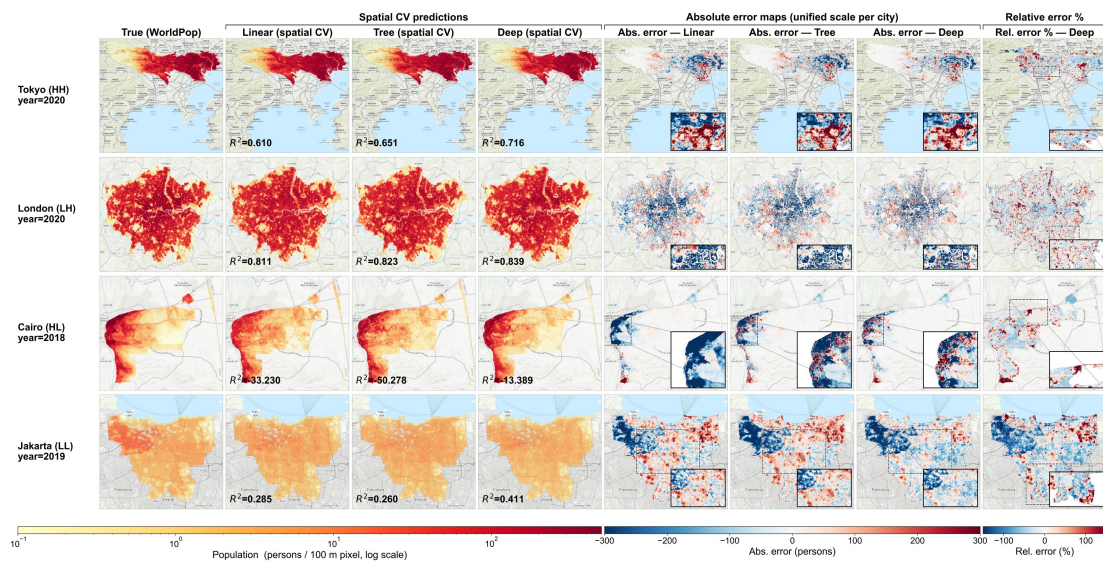 Spatial CV predictions
Absolute error maps (unified scale per city)
Relative error %
True (WorldPop)
Linear (spatial CV)
Tree (spatial CV)
Deep (spatial CV)
Abs. error — Linear
Abs. error — Tree
Abs. error — Deep
Rel. error % — Deep
Tokyo (HH)
year=2020
R²=0.610
R²=0.651
R²=0.716
London (LH)
year=2020
R²=0.811
R²=0.823
R²=0.839
Cairo (HL)
year=2018
R²=-33.230
R²=-50.278
R²=-13.389
Jakarta (LL)
year=2019
R²=0.285
R²=0.260
R²=0.411
10⁻¹
10⁰
10¹
10²
−300
−200
−100
0
100
200
300
−100
0
100
Population (persons / 100 m pixel, log scale)
Abs. error (persons)
Rel. error (%)